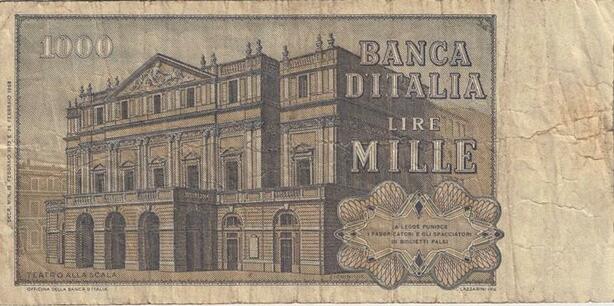 1000
BANCA
D'ITALIA
LIRE
MILLE
A LEGGE PUNISCE
I FABBRICATORI E GLI SPACCIATORI
DI BIGLIETTI FALSI
TEATRO ALLA SCALA
OFFICINA DELLA BANCA D'ITALIA